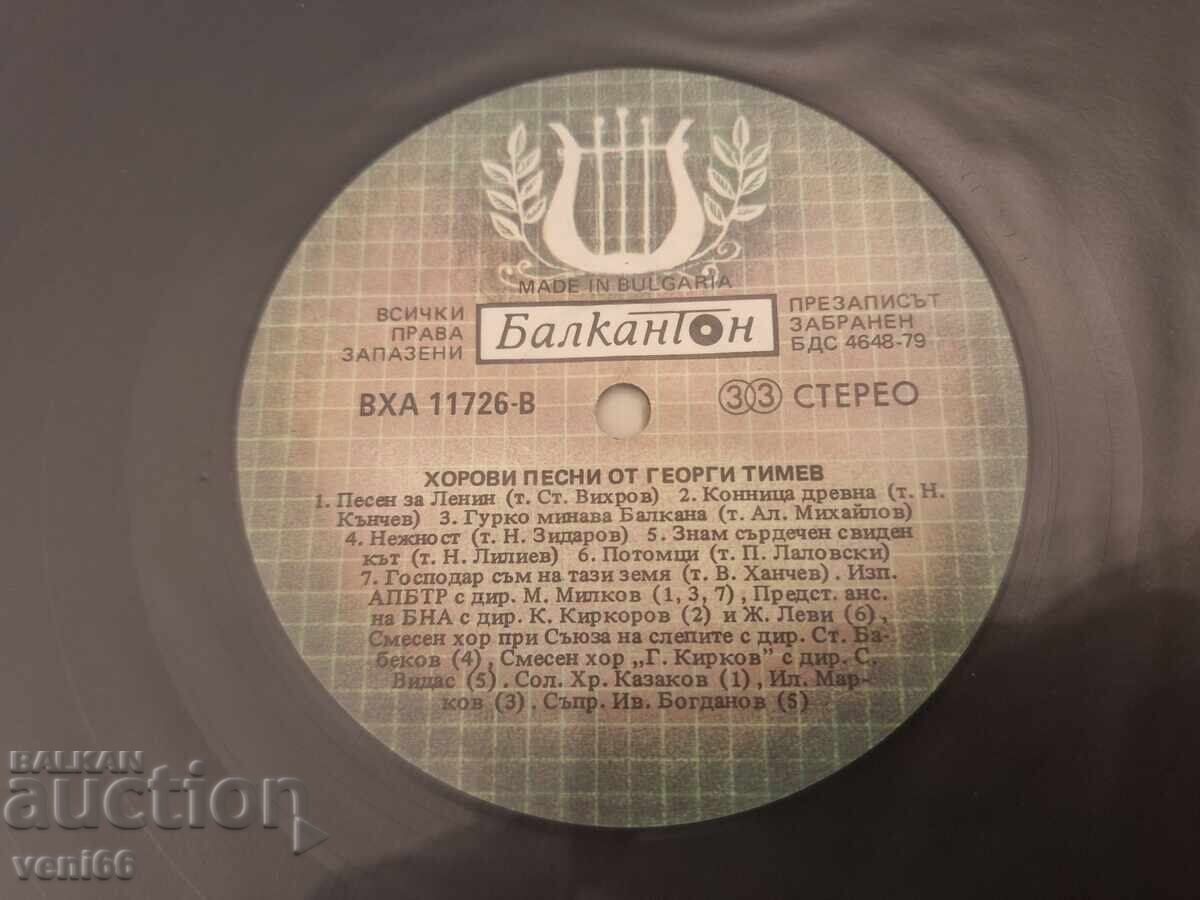 MADE IN BULGARIA
ВСИЧКИ
ПРАВА
ЗАПАЗЕНИ
Балкантон
ПРЕЗАПИСЪТ
ЗАБРАНЕН
БДС 4648-79
ВХА 11726-В
33 СТЕРЕО
ХОРОВИ ПЕСНИ ОТ ГЕОРГИ ТИМЕВ
1. Песен за Ленин (т. Ст. Вихров) 2. Конница древна (т. Н.
Кънчев) 3. Гурко минава Балкана (т. Ал. Михайлов)
4. Нежност (т. Н. Зидаров) 5. Знам сърдечен свиден
кът (т. Н. Лилиев) 6. Потомци (т. П. Лаловски)
7. Господар съм на тази земя (т. В. Ханчев). Изп.
АПБТР с дир. М. Милков (1, 3, 7), Предст. анс.
на БНА с дир. К. Киркоров (2) и Ж. Леви (6),
Смесен хор при Съюза на слепите с дир. Ст. Ба-
беков (4), Смесен хор „Г. Кирков" с дир. С.
Видас (5). Сол. Хр. Казаков (1), Ил. Мар-
ков (3). Съпр. Ив. Богданов (5)
BALKAN
auction
veni66